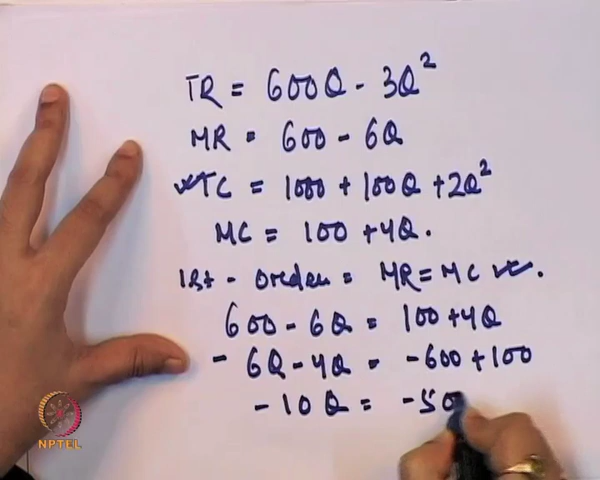 TR = 600Q - 3Q²
MR = 600 - 6Q
TC = 1000 + 100Q + 2Q²
MC = 100 + 4Q.
1st - order = MR = MC
600 - 6Q = 100 + 4Q
- 6Q - 4Q = -600 + 100
- 10Q = -50
NPTEL